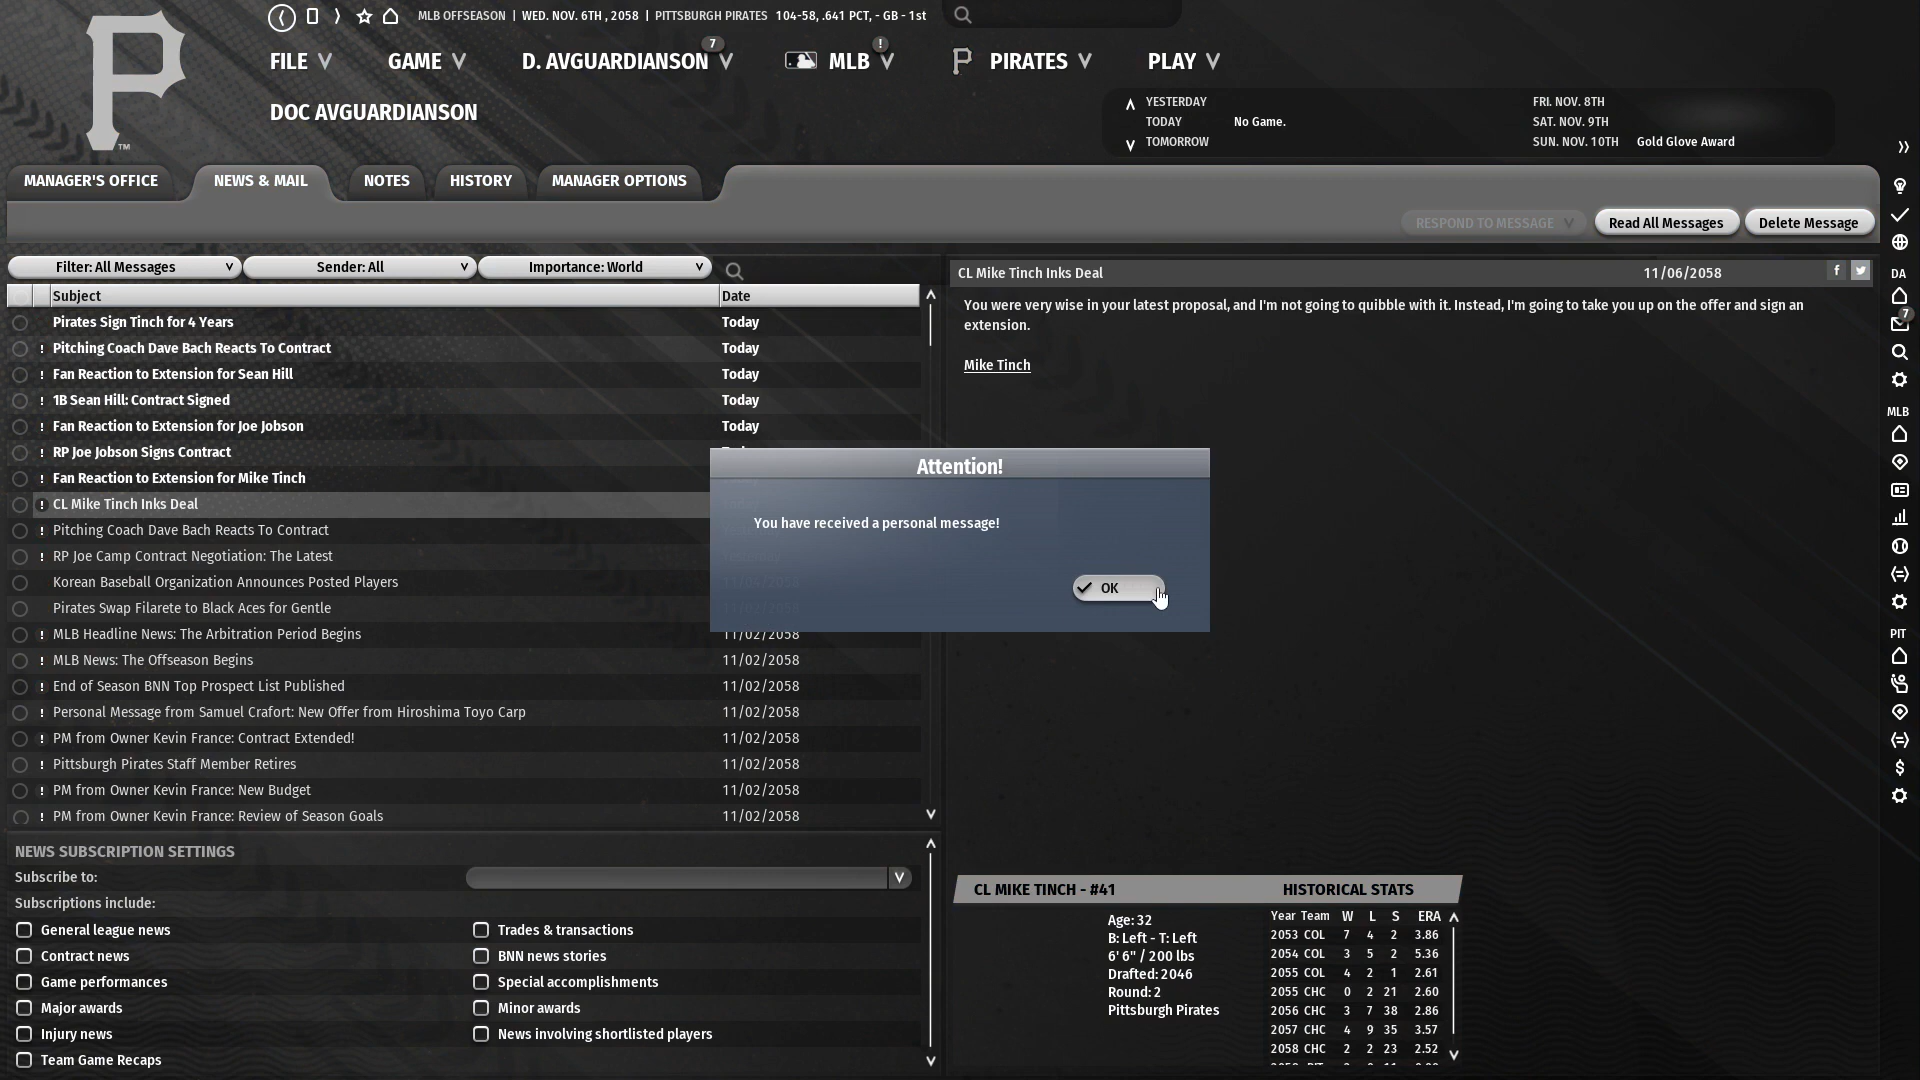 MLB OFFSEASON | WED. NOV. 6TH , 2058 | PITTSBURGH PIRATES 104-58, .641 PCT, - GB - 1st
FILE
GAME
D. AVGUARDIANSON
7
MLB
!
PIRATES
PLAY
DOC AVGUARDIANSON
P
TM
YESTERDAY
TODAY No Game.
TOMORROW
FRI. NOV. 8TH
SAT. NOV. 9TH
SUN. NOV. 10TH Gold Glove Award
MANAGER'S OFFICE
NEWS & MAIL
NOTES
HISTORY
MANAGER OPTIONS
RESPOND TO MESSAGE
Read All Messages
Delete Message
Filter: All Messages
Sender: All
Importance: World
Subject Date
Pirates Sign Tinch for 4 Years Today
! Pitching Coach Dave Bach Reacts To Contract Today
! Fan Reaction to Extension for Sean Hill Today
! 1B Sean Hill: Contract Signed Today
! Fan Reaction to Extension for Joe Jobson Today
! RP Joe Jobson Signs Contract
! Fan Reaction to Extension for Mike Tinch
! CL Mike Tinch Inks Deal
! Pitching Coach Dave Bach Reacts To Contract
! RP Joe Camp Contract Negotiation: The Latest
Korean Baseball Organization Announces Posted Players
Pirates Swap Filarete to Black Aces for Gentle
! MLB Headline News: The Arbitration Period Begins 11/02/2058
! MLB News: The Offseason Begins 11/02/2058
! End of Season BNN Top Prospect List Published 11/02/2058
! Personal Message from Samuel Crafort: New Offer from Hiroshima Toyo Carp 11/02/2058
! PM from Owner Kevin France: Contract Extended! 11/02/2058
! Pittsburgh Pirates Staff Member Retires 11/02/2058
! PM from Owner Kevin France: New Budget 11/02/2058
! PM from Owner Kevin France: Review of Season Goals 11/02/2058
CL Mike Tinch Inks Deal 11/06/2058
You were very wise in your latest proposal, and I'm not going to quibble with it. Instead, I'm going to take you up on the offer and sign an
extension.
Mike Tinch
Attention!
You have received a personal message!
OK
NEWS SUBSCRIPTION SETTINGS
Subscribe to:
Subscriptions include:
General league news
Trades & transactions
Contract news
BNN news stories
Game performances
Special accomplishments
Major awards
Minor awards
Injury news
News involving shortlisted players
Team Game Recaps
CL MIKE TINCH - #41 HISTORICAL STATS
Age: 32
B: Left - T: Left
6' 6" / 200 lbs
Drafted: 2046
Round: 2
Pittsburgh Pirates
Year Team W L S ERA
2053 COL 7 4 2 3.86
2054 COL 3 5 2 5.36
2055 COL 4 2 1 2.61
2055 CHC 0 2 21 2.60
2056 CHC 3 7 38 2.86
2057 CHC 4 9 35 3.57
2058 CHC 2 2 23 2.52
DA
7
MLB
PIT